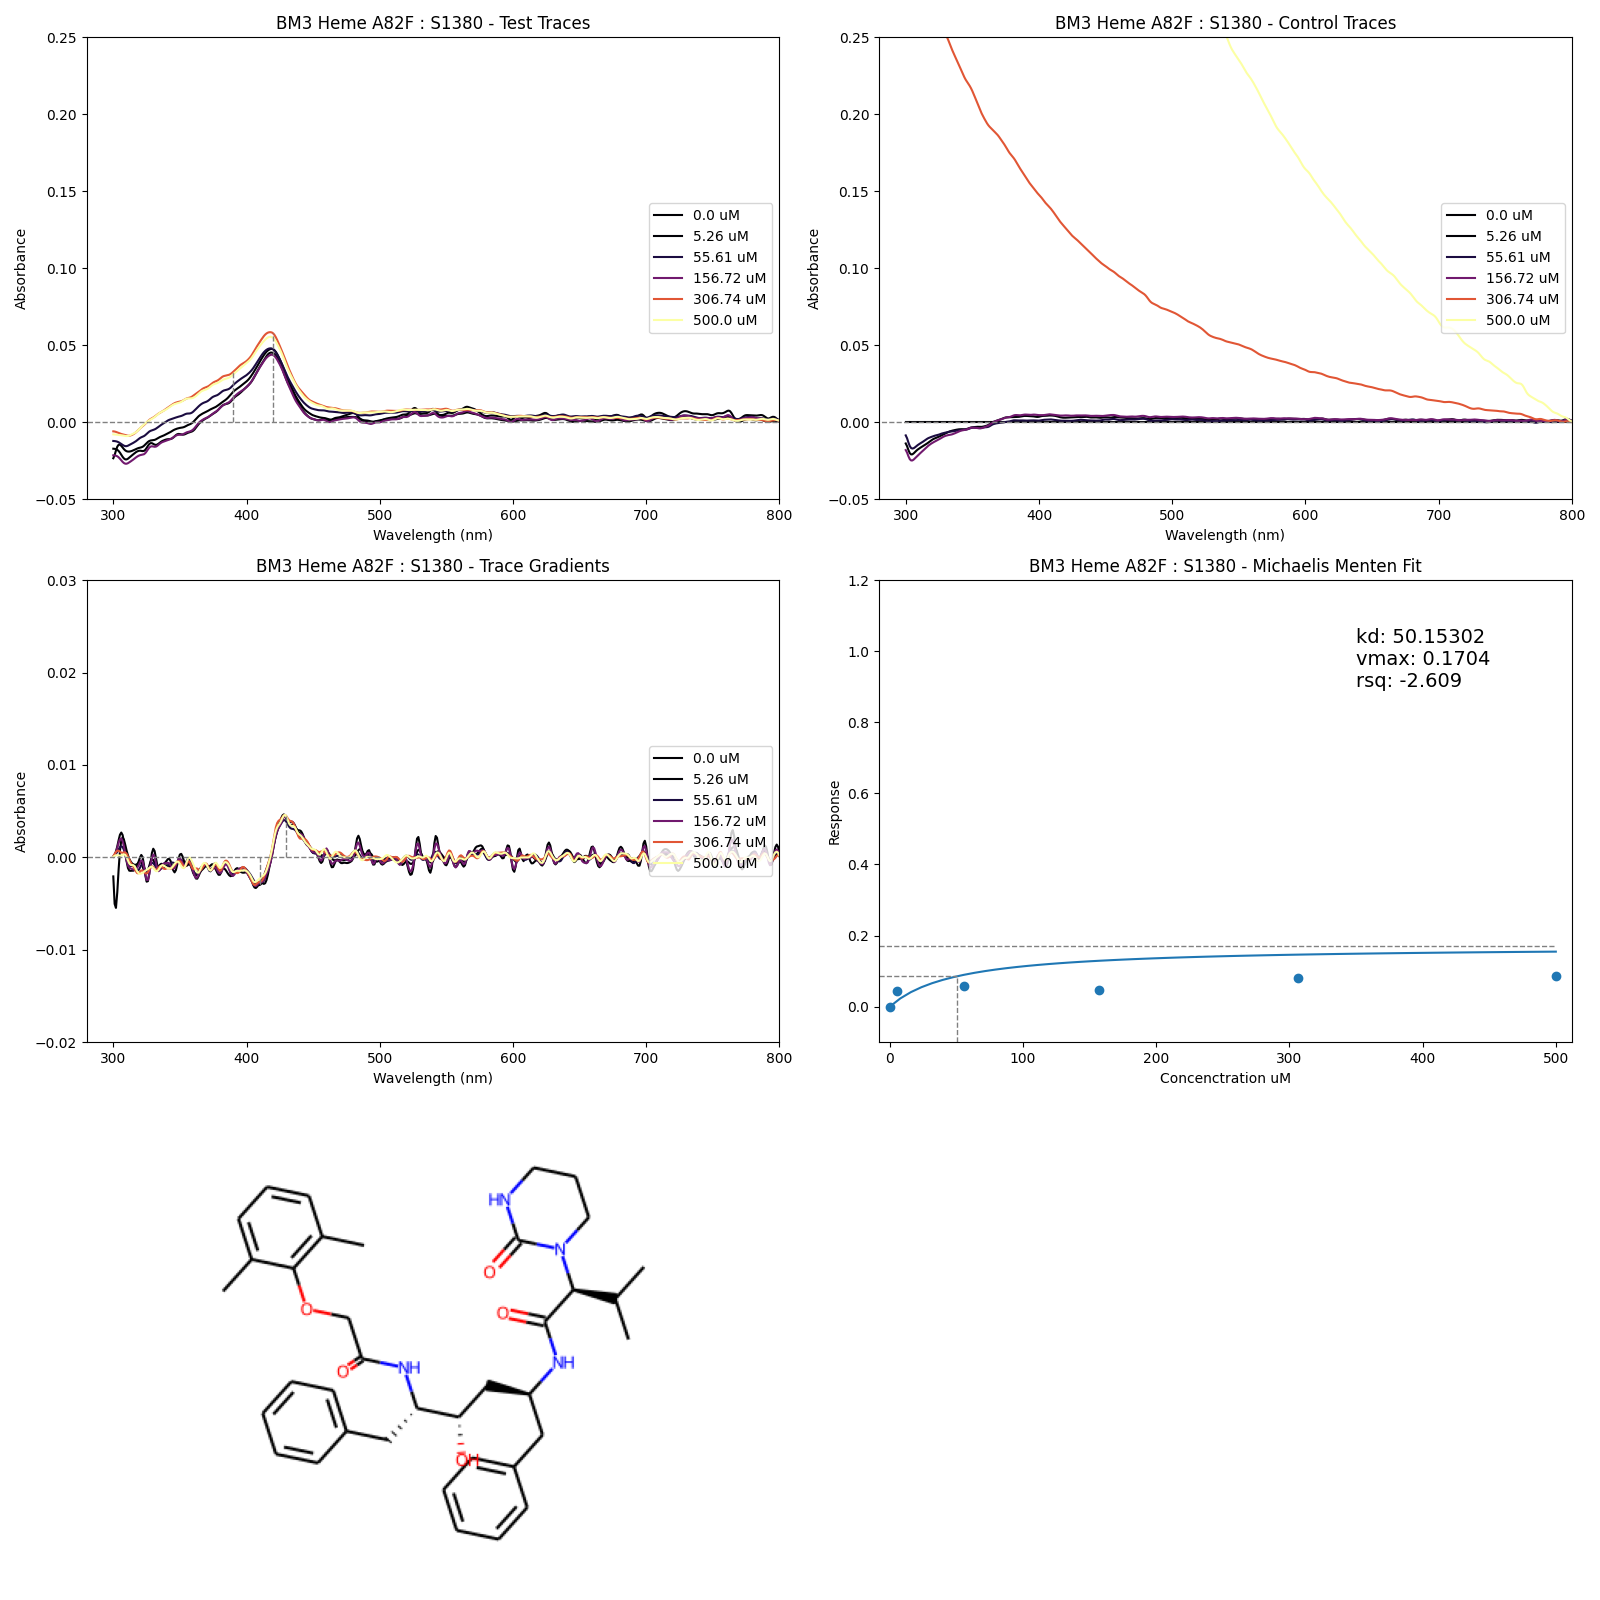 BM3 Heme A82F : S1380 - Test Traces
0.25
0.20
0.15
0.10
0.05
0.00
−0.05
Absorbance
300 400 500 600 700 800
Wavelength (nm)
0.0 uM
5.26 uM
55.61 uM
156.72 uM
306.74 uM
500.0 uM
BM3 Heme A82F : S1380 - Control Traces
0.25
0.20
0.15
0.10
0.05
0.00
−0.05
Absorbance
300 400 500 600 700 800
Wavelength (nm)
0.0 uM
5.26 uM
55.61 uM
156.72 uM
306.74 uM
500.0 uM
BM3 Heme A82F : S1380 - Trace Gradients
0.03
0.02
0.01
0.00
−0.01
−0.02
Absorbance
300 400 500 600 700 800
Wavelength (nm)
0.0 uM
5.26 uM
55.61 uM
156.72 uM
306.74 uM
500.0 uM
BM3 Heme A82F : S1380 - Michaelis Menten Fit
1.2
1.0
0.8
0.6
0.4
0.2
0.0
Response
0 100 200 300 400 500
Concenctration uM
kd: 50.15302
vmax: 0.1704
rsq: -2.609
HN
N
O
O
O
NH
O
NH
OH